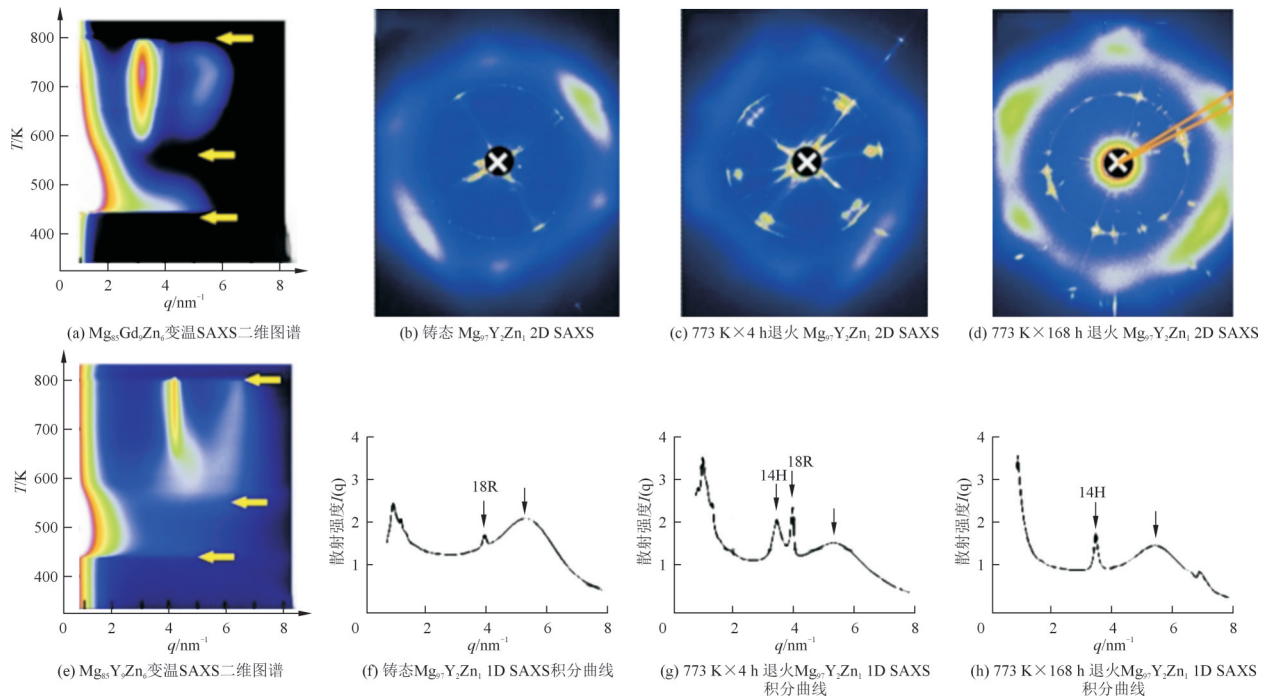 T/K
800
700
600
500
400
0 2 4 6 8
q/nm⁻¹
(a) Mg₈₅Gd₉Zn₆变温SAXS二维图谱
(b) 铸态 Mg₉₇Y₂Zn₁ 2D SAXS
(c) 773 K×4 h退火 Mg₉₇Y₂Zn₁ 2D SAXS
(d) 773 K×168 h 退火 Mg₉₇Y₂Zn₁ 2D SAXS
T/K
800
700
600
500
400
0 2 4 6 8
q/nm⁻¹
(e) Mg₈₅Y₉Zn₆变温SAXS二维图谱
散射强度I(q)
4
3
2
1
18R
0 2 4 6 8
q/nm⁻¹
(f) 铸态Mg₉₇Y₂Zn₁ 1D SAXS积分曲线
散射强度I(q)
4
3
2
1
14H
18R
0 2 4 6 8
q/nm⁻¹
(g) 773 K×4 h 退火Mg₉₇Y₂Zn₁ 1D SAXS
积分曲线
散射强度I(q)
4
3
2
1
14H
0 2 4 6 8
q/nm⁻¹
(h) 773 K×168 h 退火Mg₉₇Y₂Zn₁ 1D SAXS
积分曲线